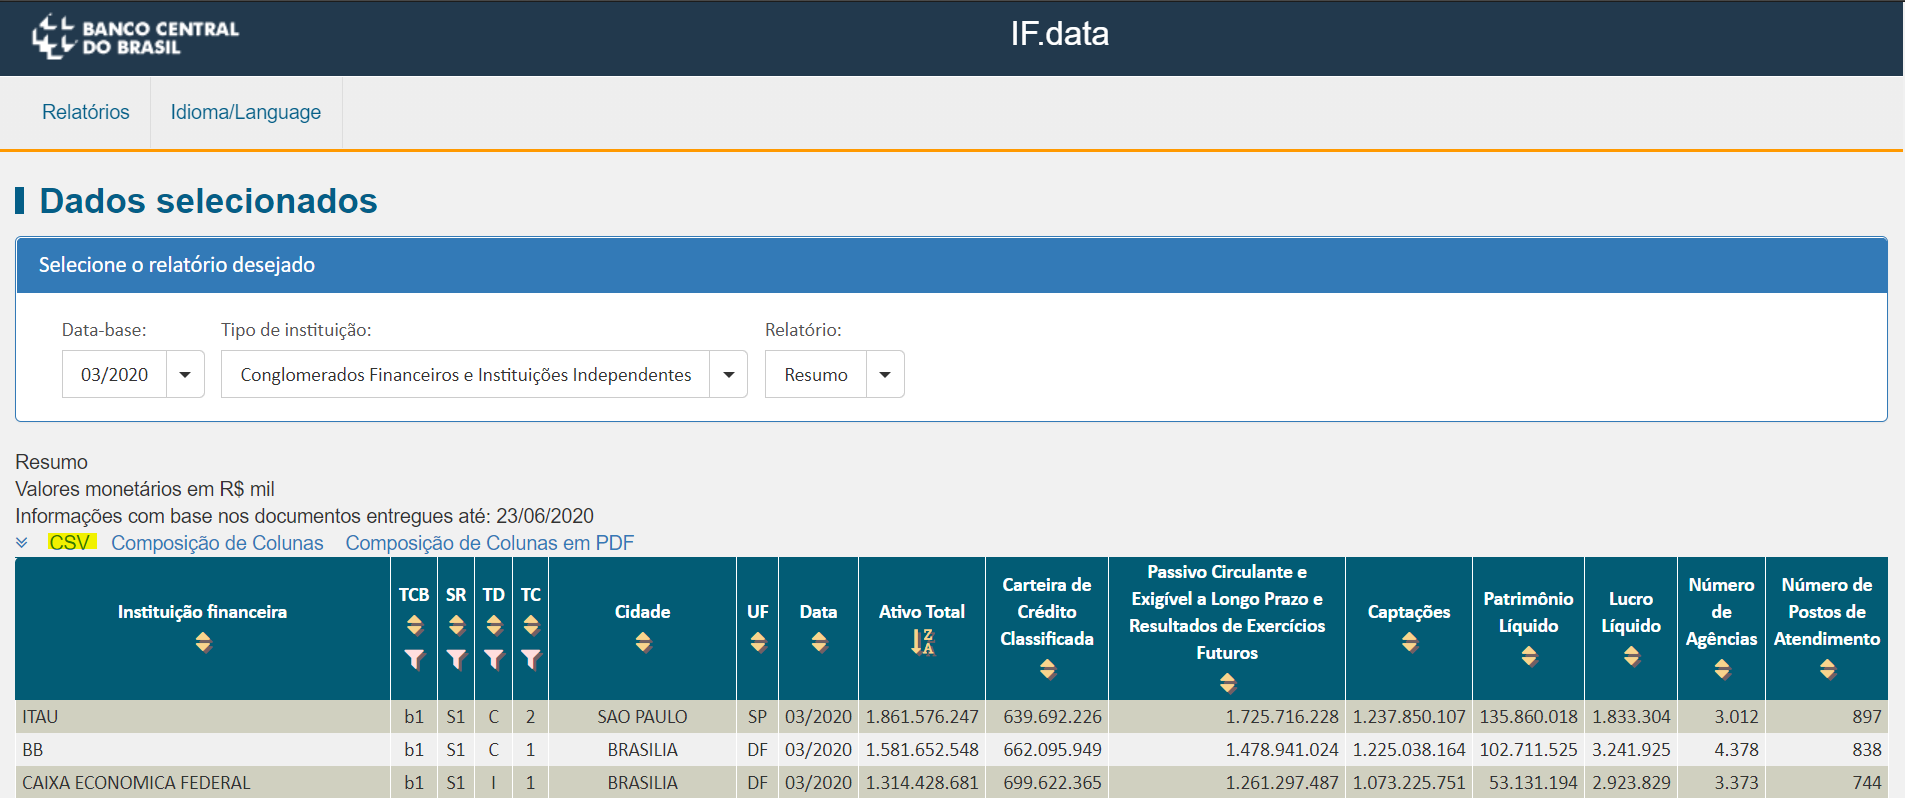 BANCO CENTRAL
DO BRASIL
IF.data
Relatórios Idioma/Language
Dados selecionados
Selecione o relatório desejado
Data-base: Tipo de instituição: Relatório:
03/2020 Conglomerados Financeiros e Instituições Independentes Resumo
Resumo
Valores monetários em R$ mil
Informações com base nos documentos entregues até: 23/06/2020
CSV Composição de Colunas Composição de Colunas em PDF
Instituição financeira TCB SR TD TC Cidade UF Data Ativo Total Carteira de Crédito Classificada Passivo Circulante e Exigível a Longo Prazo e Resultados de Exercícios Futuros Captações Patrimônio Líquido Lucro Líquido Número de Agências Número de Postos de Atendimento
ITAU b1 S1 C 2 SAO PAULO SP 03/2020 1.861.576.247 639.692.226 1.725.716.228 1.237.850.107 135.860.018 1.833.304 3.012 897
BB b1 S1 C 1 BRASILIA DF 03/2020 1.581.652.548 662.095.949 1.478.941.024 1.225.038.164 102.711.525 3.241.925 4.378 838
CAIXA ECONOMICA FEDERAL b1 S1 I 1 BRASILIA DF 03/2020 1.314.428.681 699.622.365 1.261.297.487 1.073.225.751 53.131.194 2.923.829 3.373 744